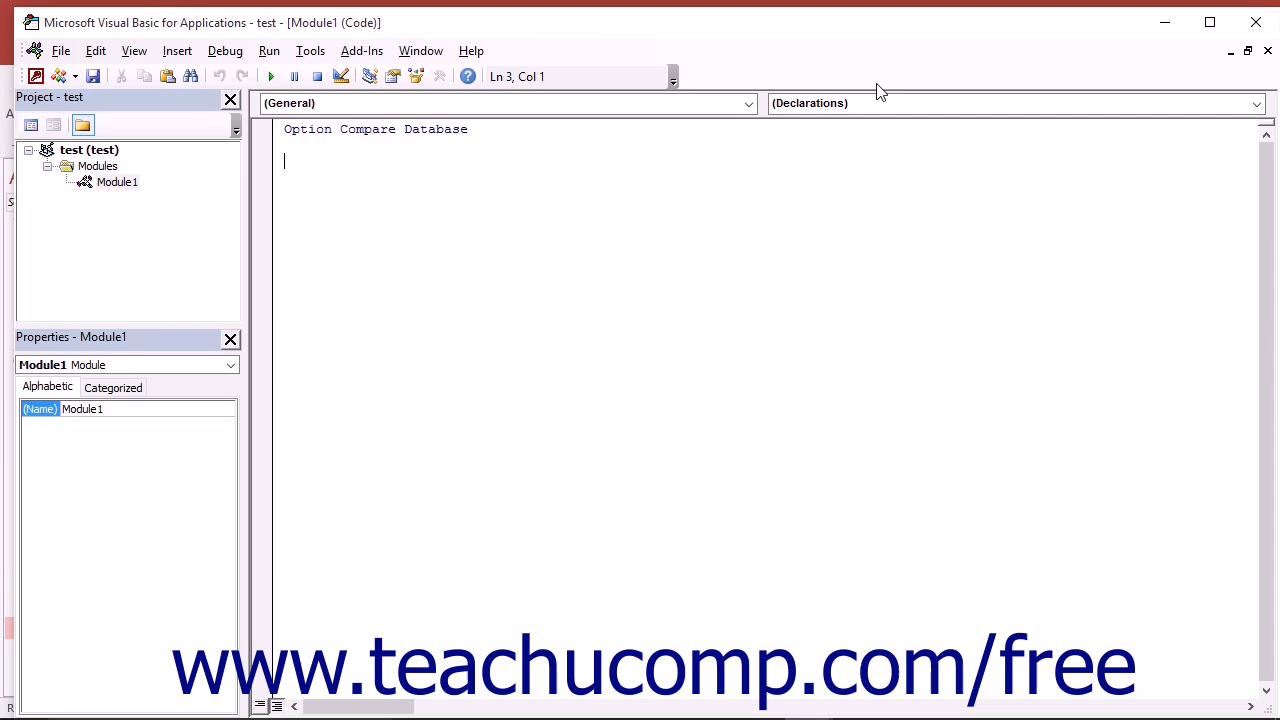 Microsoft Visual Basic for Applications - test - [Module1 (Code)]
File Edit View Insert Debug Run Tools Add-Ins Window Help
Ln 3, Col 1
Project - test
(General)
(Declarations)
Option Compare Database
test (test)
Modules
Module1
Properties - Module1
Module1 Module
Alphabetic Categorized
(Name) Module1
www.teachucomp.com/free